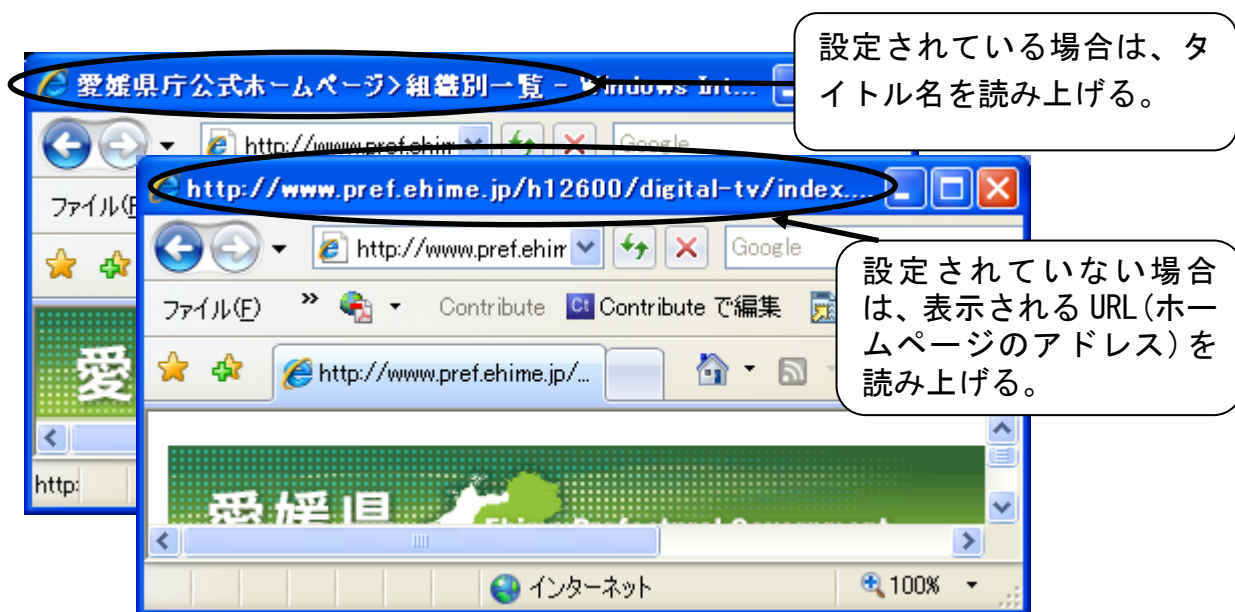 設定されている場合は、タ
イトル名を読み上げる。
愛媛県庁公式ホームページ>組織別一覧 - Windows Int...
http://www.pref.ehim
Google
ファイル(F
http://www.pref.ehime.jp/h12600/digital-tv/index....
http://www.pref.ehim
Google
設定されていない場合
は、表示される URL(ホー
ムページのアドレス)を
読み上げる。
ファイル(F) » Contribute Ct Contribute で編集
http://www.pref.ehime.jp/...
愛
愛媛県
http:
インターネット 100%